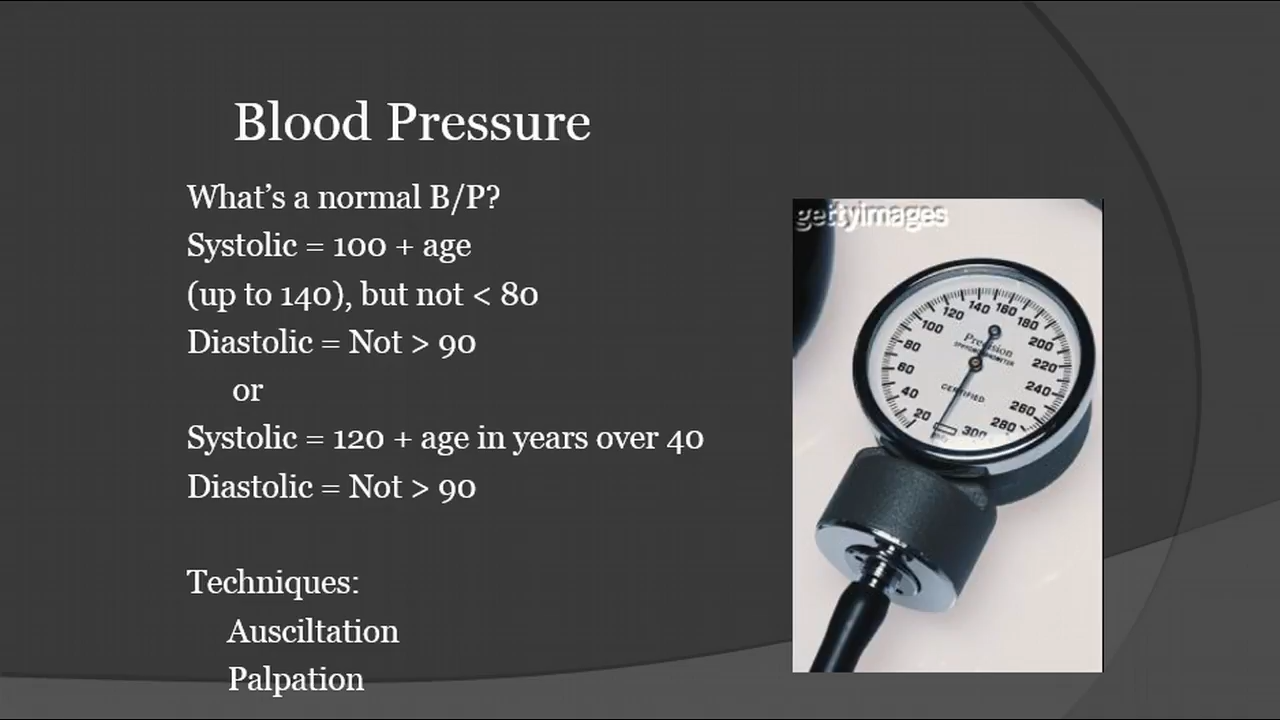 Blood Pressure
What's a normal B/P?
Systolic = 100 + age
(up to 140), but not < 80
Diastolic = Not > 90
or
Systolic = 120 + age in years over 40
Diastolic = Not > 90
Techniques:
Ausciltation
Palpation
gettyimages
140 160
120 180
100 200
80 220
60 240
40 260
20 280
300
Precision
CERTIFIED